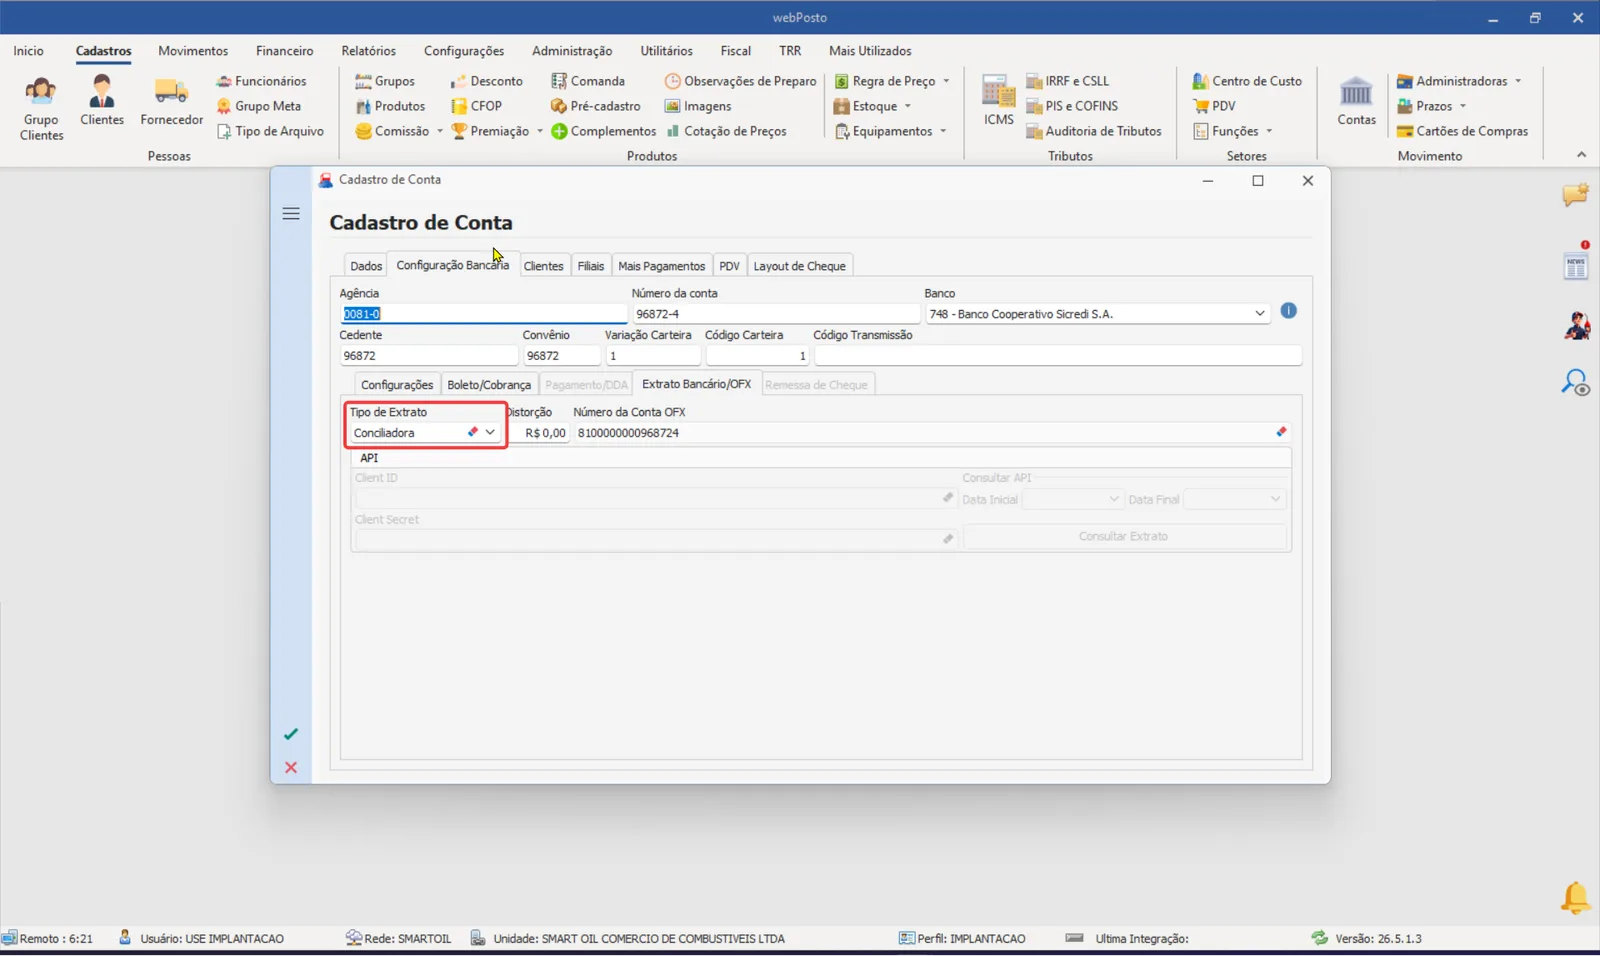 webPosto
Inicio Cadastros Movimentos Financeiro Relatórios Configurações Administração Utilitários Fiscal TRR Mais Utilizados
Grupo Clientes
Clientes
Fornecedor
Funcionários
Grupo Meta
Tipo de Arquivo
Pessoas
Grupos Desconto Comanda Observações de Preparo Regra de Preço
Produtos CFOP Pré-cadastro Imagens Estoque
Comissão Premiação Complementos Cotação de Preços Equipamentos
Produtos
ICMS
IRRF e CSLL
PIS e COFINS
Auditoria de Tributos
Tributos
Centro de Custo
PDV
Funções
Setores
Contas
Administradoras
Prazos
Cartões de Compras
Movimento
Cadastro de Conta
Cadastro de Conta
Dados Configuração Bancária Clientes Filiais Mais Pagamentos PDV Layout de Cheque
Agência Número da conta Banco
0081-0 96872-4 748 - Banco Cooperativo Sicredi S.A.
Cedente Convênio Variação Carteira Código Carteira Código Transmissão
96872 96872 1 1
Configurações Boleto/Cobrança Pagamento/DDA Extrato Bancário/OFX Remessa de Cheque
Tipo de Extrato Distorção Número da Conta OFX
Conciliadora R$ 0,00 8100000000968724
API
Client ID Consultar API
Data Inicial Data Final
Client Secret
Consultar Extrato
NEWS
Remoto : 6:21 Usuário: USE IMPLANTACAO Rede: SMARTOIL Unidade: SMART OIL COMERCIO DE COMBUSTIVEIS LTDA Perfil: IMPLANTACAO Ultima Integração: Versão: 26.5.1.3